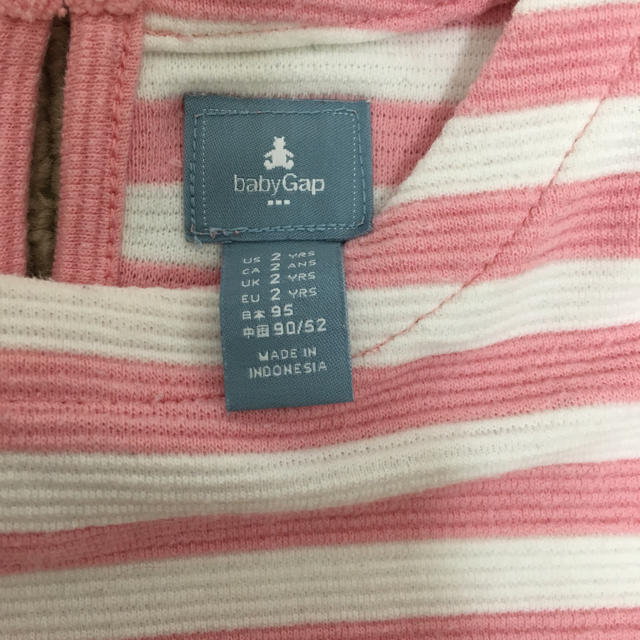 babyGap
US 2 YRS
CA 2 ANS
UK 2 YRS
EU 2 YRS
日本 95
中国 90/52
MADE IN
INDONESIA